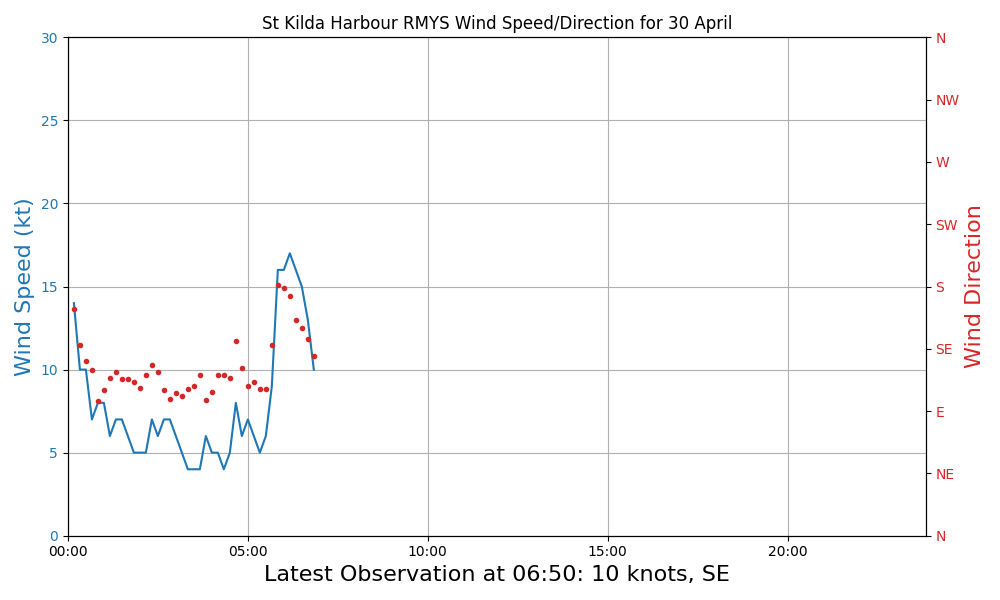 St Kilda Harbour RMYS Wind Speed/Direction for 30 April
30
25
20
15
10
5
0
Wind Speed (kt)
N
NW
W
SW
S
SE
E
NE
N
Wind Direction
00:00 05:00 10:00 15:00 20:00
Latest Observation at 06:50: 10 knots, SE